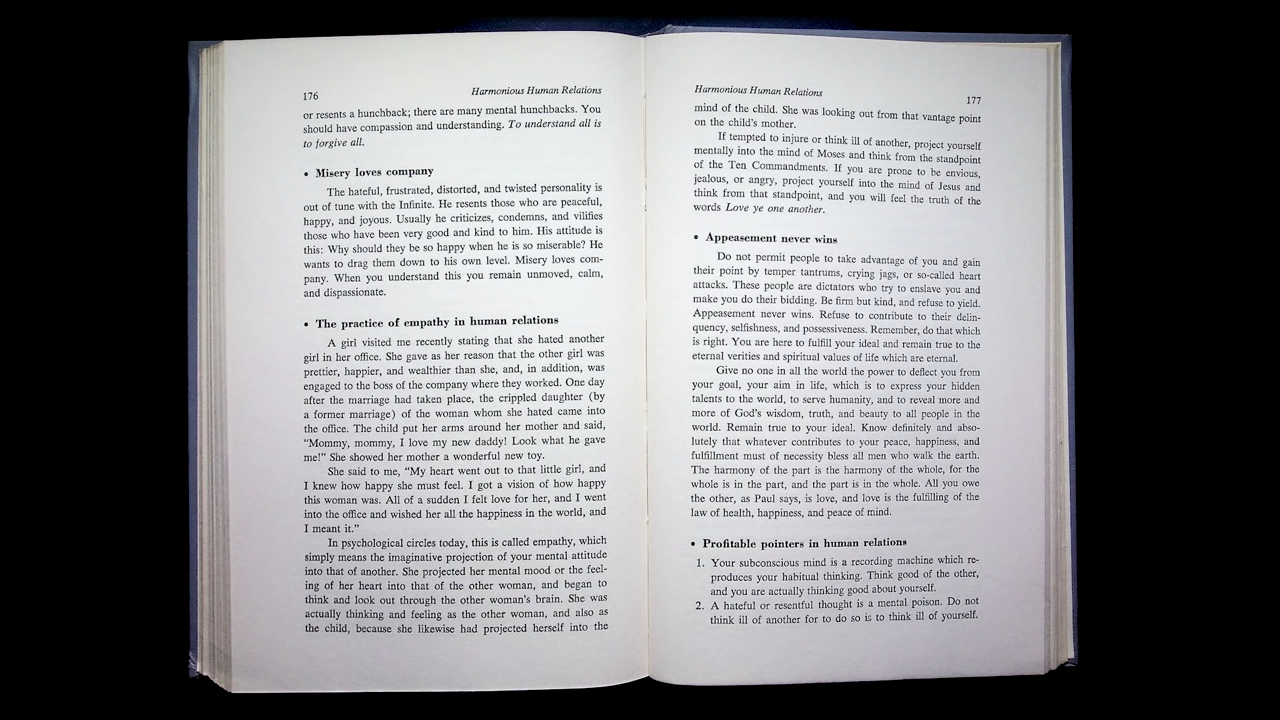 176
Harmonious Human Relations
or resents a hunchback; there are many mental hunchbacks. You
should have compassion and understanding. To understand all is
to forgive all.
• Misery loves company
The hateful, frustrated, distorted, and twisted personality is
out of tune with the Infinite. He resents those who are peaceful,
happy, and joyous. Usually he criticizes, condemns, and vilifies
those who have been very good and kind to him. His attitude is
this: Why should they be so happy when he is so miserable? He
wants to drag them down to his own level. Misery loves com-
pany. When you understand this you remain unmoved, calm,
and dispassionate.
• The practice of empathy in human relations
A girl visited me recently stating that she hated another
girl in her office. She gave as her reason that the other girl was
prettier, happier, and wealthier than she, and, in addition, was
engaged to the boss of the company where they worked. One day
after the marriage had taken place, the crippled daughter (by
a former marriage) of the woman whom she hated came into
the office. The child put her arms around her mother and said,
"Mommy, mommy, I love my new daddy! Look what he gave
me!" She showed her mother a wonderful new toy.
She said to me, "My heart went out to that little girl, and
I knew how happy she must feel. I got a vision of how happy
this woman was. All of a sudden I felt love for her, and I went
into the office and wished her all the happiness in the world, and
I meant it."
In psychological circles today, this is called empathy, which
simply means the imaginative projection of your mental attitude
into that of another. She projected her mental mood or the feel-
ing of her heart into that of the other woman, and began to
think and look out through the other woman's brain. She was
actually thinking and feeling as the other woman, and also as
the child, because she likewise had projected herself into the
Harmonious Human Relations
177
mind of the child. She was looking out from that vantage point
on the child's mother.
If tempted to injure or think ill of another, project yourself
mentally into the mind of Moses and think from the standpoint
of the Ten Commandments. If you are prone to be envious,
jealous, or angry, project yourself into the mind of Jesus and
think from that standpoint, and you will feel the truth of the
words Love ye one another.
• Appeasement never wins
Do not permit people to take advantage of you and gain
their point by temper tantrums, crying jags, or so-called heart
attacks. These people are dictators who try to enslave you and
make you do their bidding. Be firm but kind, and refuse to yield.
Appeasement never wins. Refuse to contribute to their delin-
quency, selfishness, and possessiveness. Remember, do that which
is right. You are here to fulfill your ideal and remain true to the
eternal verities and spiritual values of life which are eternal.
Give no one in all the world the power to deflect you from
your goal, your aim in life, which is to express your hidden
talents to the world, to serve humanity, and to reveal more and
more of God's wisdom, truth, and beauty to all people in the
world. Remain true to your ideal. Know definitely and abso-
lutely that whatever contributes to your peace, happiness, and
fulfillment must of necessity bless all men who walk the earth.
The harmony of the part is the harmony of the whole, for the
whole is in the part, and the part is in the whole. All you owe
the other, as Paul says, is love, and love is the fulfilling of the
law of health, happiness, and peace of mind.
• Profitable pointers in human relations
1. Your subconscious mind is a recording machine which re-
produces your habitual thinking. Think good of the other,
and you are actually thinking good about yourself.
2. A hateful or resentful thought is a mental poison. Do not
think ill of another for to do so is to think ill of yourself.